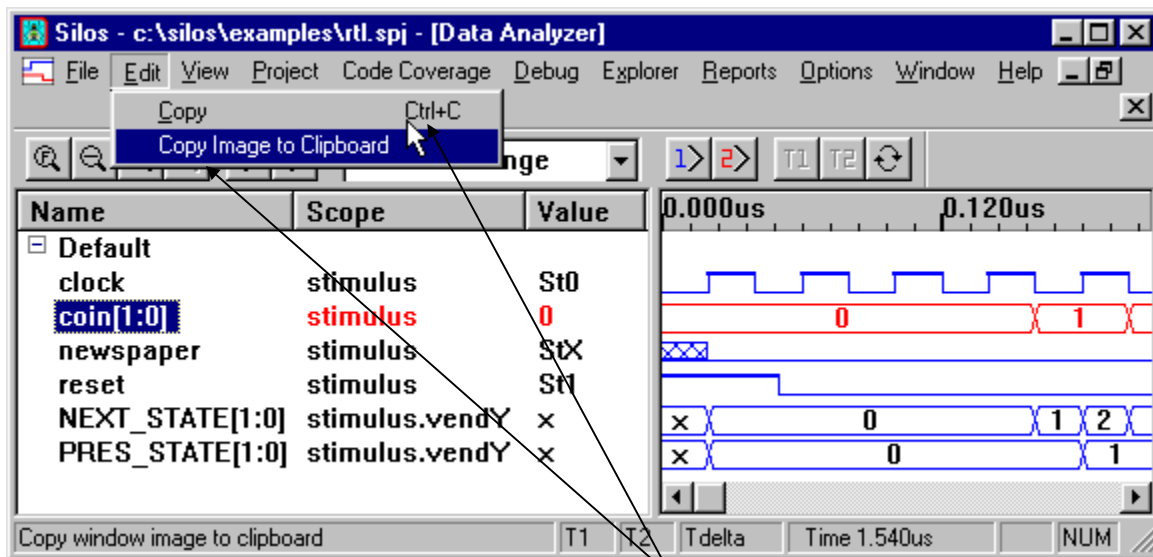 Silos - c:\silos\examples\rtl.spj - [Data Analyzer]
File Edit View Project Code Coverage Debug Explorer Reports Options Window Help
Copy Ctrl+C
Copy Image to Clipboard
nge 1 2 T1 T2
Name Scope Value 0.000us 0.120us
Default
clock stimulus St0
coin[1:0] stimulus 0 0 1
newspaper stimulus StX
reset stimulus St1
NEXT_STATE[1:0] stimulus.vendY x x 0 1 2
PRES_STATE[1:0] stimulus.vendY x x 0 1
Copy window image to clipboard T1 T2 Tdelta Time 1.540us NUM